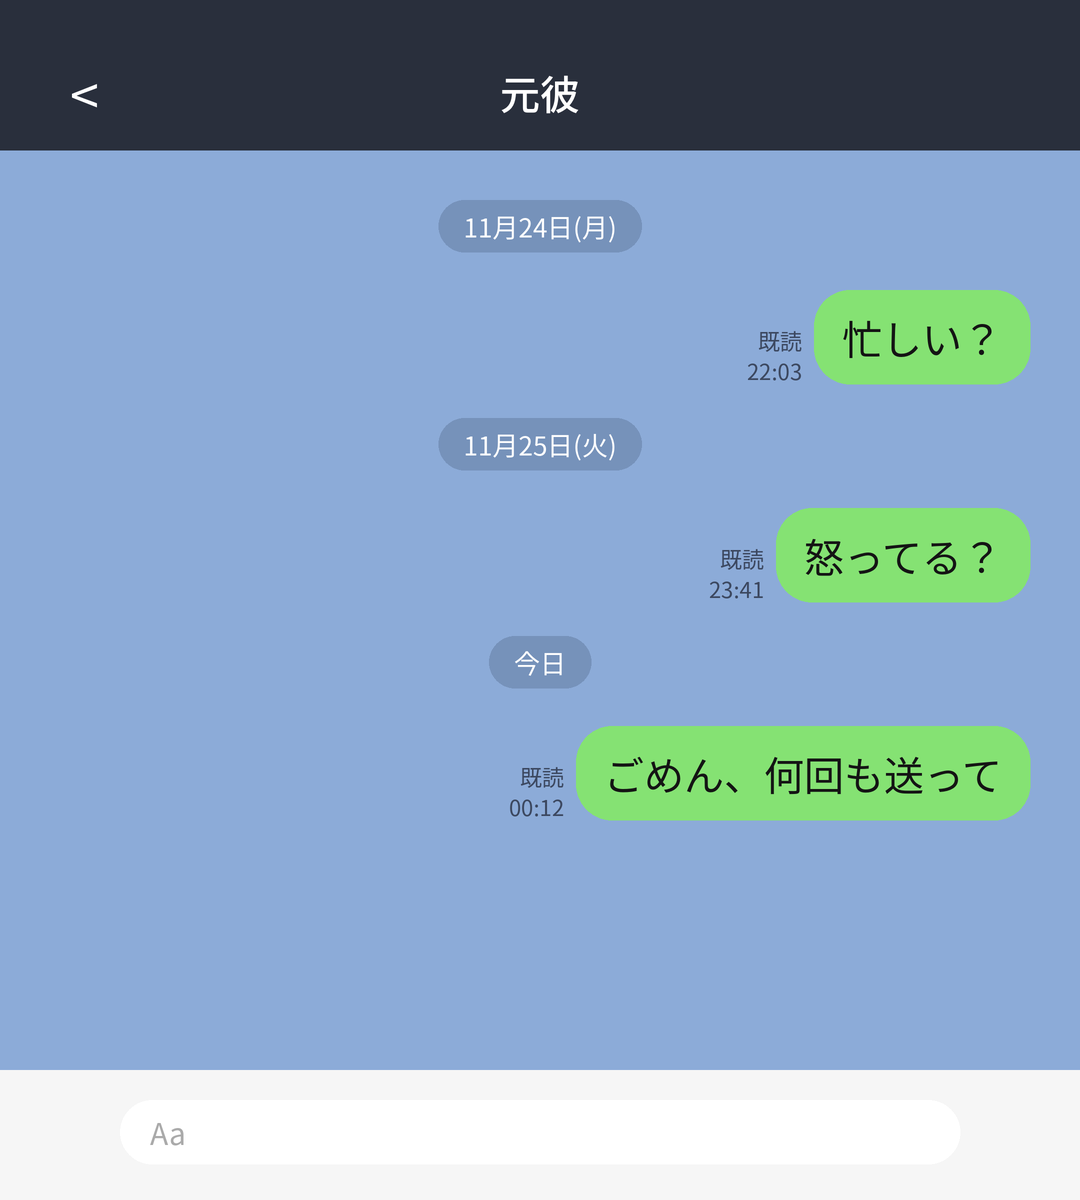 <
元彼
11月24日(月)
忙しい？
既読
22:03
11月25日(火)
怒ってる？
既読
23:41
今日
ごめん、何回も送って
既読
00:12
Aa